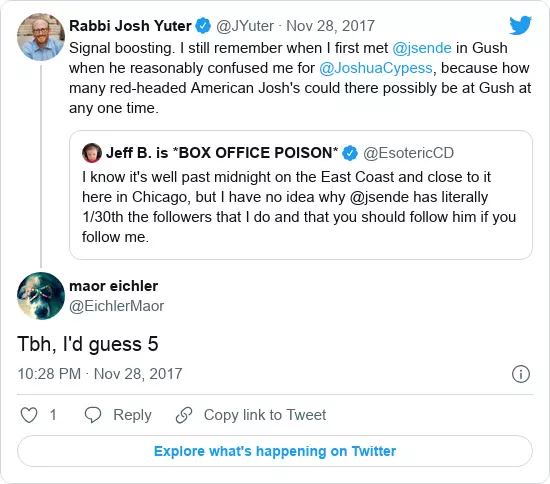 Rabbi Josh Yuter @JYuter · Nov 28, 2017
Signal boosting. I still remember when I first met @jsende in Gush
when he reasonably confused me for @JoshuaCypess, because how
many red-headed American Josh's could there possibly be at Gush at
any one time.
Jeff B. is *BOX OFFICE POISON* @EsotericCD
I know it's well past midnight on the East Coast and close to it
here in Chicago, but I have no idea why @jsende has literally
1/30th the followers that I do and that you should follow him if you
follow me.
maor eichler
@EichlerMaor
Tbh, I'd guess 5
10:28 PM · Nov 28, 2017
1 Reply Copy link to Tweet
Explore what's happening on Twitter